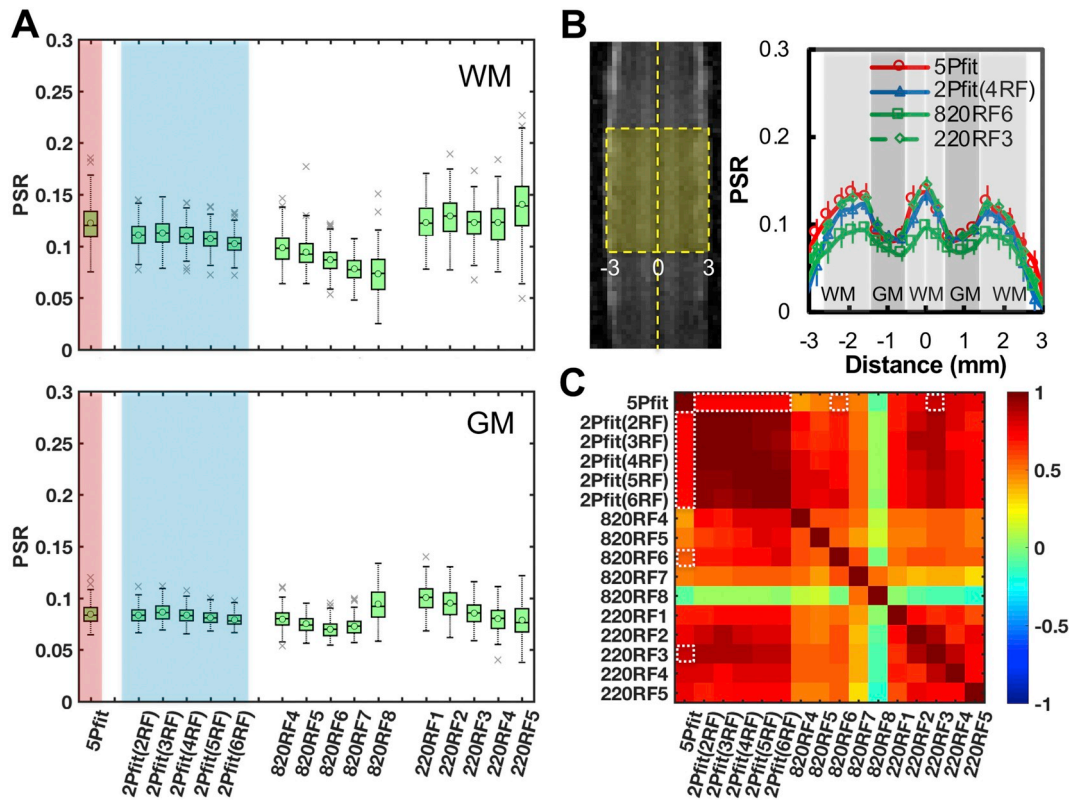 A
0.3
0.25
0.2
0.15
0.1
0.05
0
PSR
WM
0.3
0.25
0.2
0.15
0.1
0.05
0
PSR
GM
5Pfit
2Pfit(2RF)
2Pfit(3RF)
2Pfit(4RF)
2Pfit(5RF)
2Pfit(6RF)
820RF4
820RF5
820RF6
820RF7
820RF8
220RF1
220RF2
220RF3
220RF4
220RF5
B
-3 0 3
0.3
0.2
0.1
0
PSR
5Pfit
2Pfit(4RF)
820RF6
220RF3
WM GM WM GM WM
-3 -2 -1 0 1 2 3
Distance (mm)
C
5Pfit
2Pfit(2RF)
2Pfit(3RF)
2Pfit(4RF)
2Pfit(5RF)
2Pfit(6RF)
820RF4
820RF5
820RF6
820RF7
820RF8
220RF1
220RF2
220RF3
220RF4
220RF5
5Pfit
2Pfit(2RF)
2Pfit(3RF)
2Pfit(4RF)
2Pfit(5RF)
2Pfit(6RF)
820RF4
820RF5
820RF6
820RF7
820RF8
220RF1
220RF2
220RF3
220RF4
220RF5
1
0.5
0
-0.5
-1